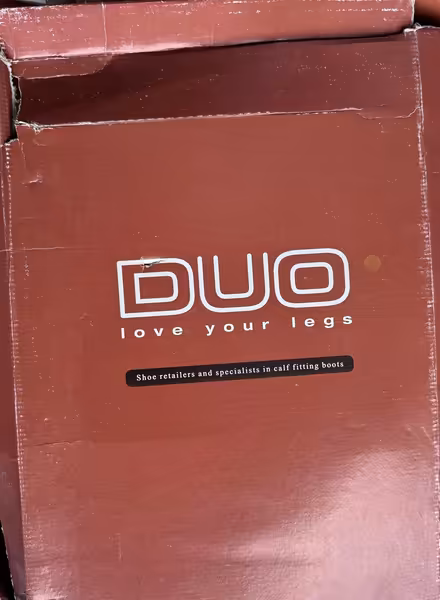 DUO
love your legs
Shoe retailers and specialists in calf fitting boots